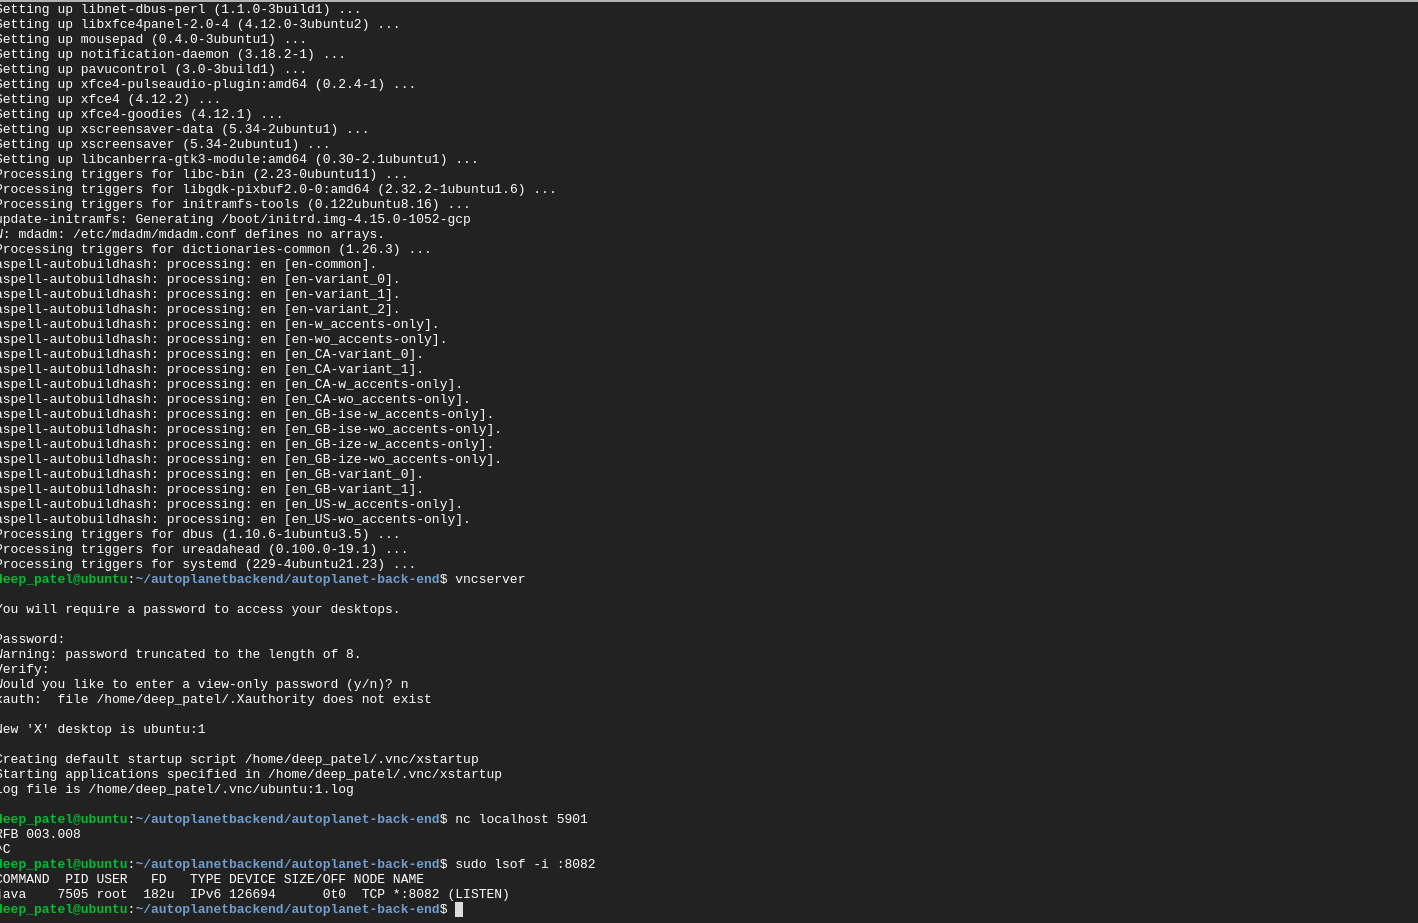 Setting up libnet-dbus-perl (1.1.0-3build1) ...
Setting up libxfce4panel-2.0-4 (4.12.0-3ubuntu2) ...
Setting up mousepad (0.4.0-3ubuntu1) ...
Setting up notification-daemon (3.18.2-1) ...
Setting up pavucontrol (3.0-3build1) ...
Setting up xfce4-pulseaudio-plugin:amd64 (0.2.4-1) ...
Setting up xfce4 (4.12.2) ...
Setting up xfce4-goodies (4.12.1) ...
Setting up xscreensaver-data (5.34-2ubuntu1) ...
Setting up xscreensaver (5.34-2ubuntu1) ...
Setting up libcanberra-gtk3-module:amd64 (0.30-2.1ubuntu1) ...
Processing triggers for libc-bin (2.23-0ubuntu11) ...
Processing triggers for libgdk-pixbuf2.0-0:amd64 (2.32.2-1ubuntu1.6) ...
Processing triggers for initramfs-tools (0.122ubuntu8.16) ...
update-initramfs: Generating /boot/initrd.img-4.15.0-1052-gcp
W: mdadm: /etc/mdadm/mdadm.conf defines no arrays.
Processing triggers for dictionaries-common (1.26.3) ...
aspell-autobuildhash: processing: en [en-common].
aspell-autobuildhash: processing: en [en-variant_0].
aspell-autobuildhash: processing: en [en-variant_1].
aspell-autobuildhash: processing: en [en-variant_2].
aspell-autobuildhash: processing: en [en-w_accents-only].
aspell-autobuildhash: processing: en [en-wo_accents-only].
aspell-autobuildhash: processing: en [en_CA-variant_0].
aspell-autobuildhash: processing: en [en_CA-variant_1].
aspell-autobuildhash: processing: en [en_CA-w_accents-only].
aspell-autobuildhash: processing: en [en_CA-wo_accents-only].
aspell-autobuildhash: processing: en [en_GB-ise-w_accents-only].
aspell-autobuildhash: processing: en [en_GB-ise-wo_accents-only].
aspell-autobuildhash: processing: en [en_GB-ize-w_accents-only].
aspell-autobuildhash: processing: en [en_GB-ize-wo_accents-only].
aspell-autobuildhash: processing: en [en_GB-variant_0].
aspell-autobuildhash: processing: en [en_GB-variant_1].
aspell-autobuildhash: processing: en [en_US-w_accents-only].
aspell-autobuildhash: processing: en [en_US-wo_accents-only].
Processing triggers for dbus (1.10.6-1ubuntu3.5) ...
Processing triggers for ureadahead (0.100.0-19.1) ...
Processing triggers for systemd (229-4ubuntu21.23) ...
deep_patel@ubuntu:~/autoplanetbackend/autoplanet-back-end$ vncserver
You will require a password to access your desktops.
Password:
Warning: password truncated to the length of 8.
Verify:
Would you like to enter a view-only password (y/n)? n
xauth:  file /home/deep_patel/.Xauthority does not exist
New 'X' desktop is ubuntu:1
Creating default startup script /home/deep_patel/.vnc/xstartup
Starting applications specified in /home/deep_patel/.vnc/xstartup
Log file is /home/deep_patel/.vnc/ubuntu:1.log
deep_patel@ubuntu:~/autoplanetbackend/autoplanet-back-end$ nc localhost 5901
RFB 003.008
^C
deep_patel@ubuntu:~/autoplanetbackend/autoplanet-back-end$ sudo lsof -i :8082
COMMAND  PID USER   FD   TYPE DEVICE SIZE/OFF NODE NAME
java    7505 root  182u  IPv6 126694      0t0  TCP *:8082 (LISTEN)
deep_patel@ubuntu:~/autoplanetbackend/autoplanet-back-end$